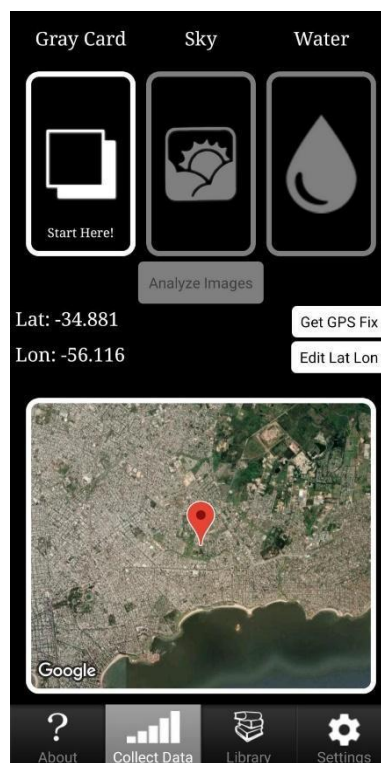 Gray Card Sky Water
Start Here!
Analyze Images
Lat: -34.881
Get GPS Fix
Lon: -56.116
Edit Lat Lon
Google
? About
Collect Data
Library
Settings